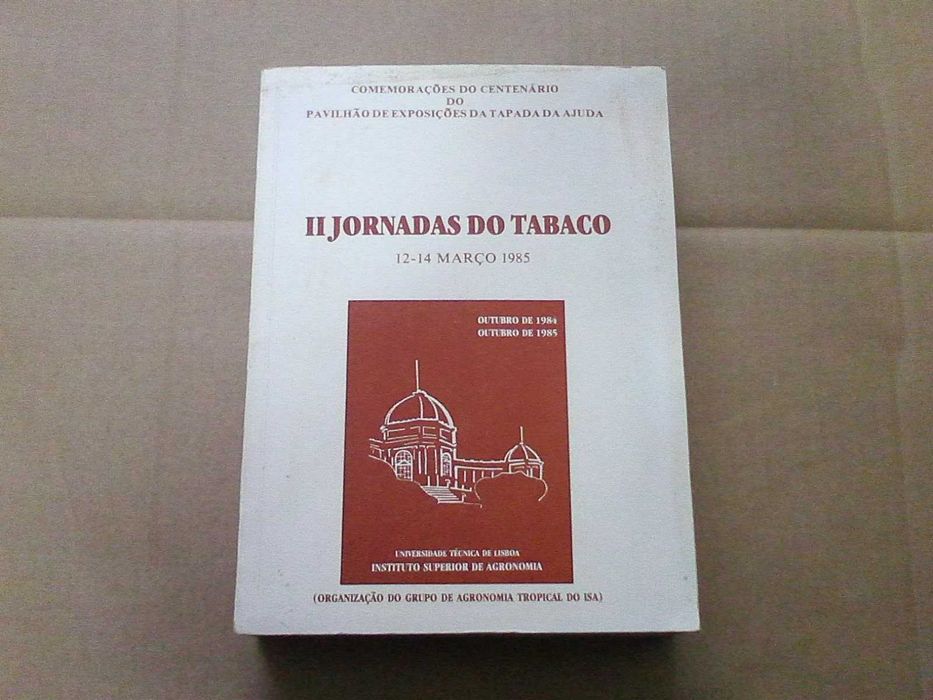 COMEMORAÇÕES DO CENTENÁRIO
DO
PAVILHÃO DE EXPOSIÇÕES DA TAPADA DA AJUDA
II JORNADAS DO TABACO
12-14 MARÇO 1985
OUTUBRO DE 1984
OUTUBRO DE 1985
UNIVERSIDADE TÉCNICA DE LISBOA
INSTITUTO SUPERIOR DE AGRONOMIA
(ORGANIZAÇÃO DO GRUPO DE AGRONOMIA TROPICAL DO ISA)